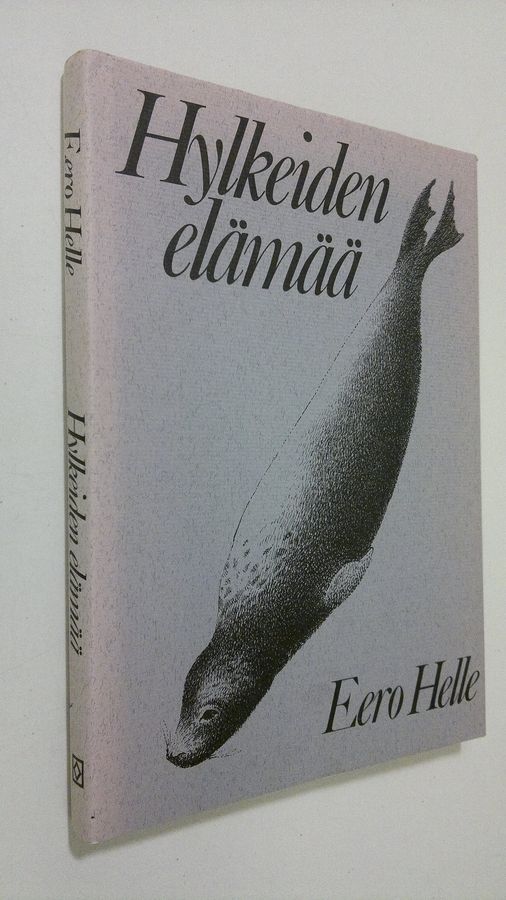 Hylkeiden
elämää
Eero Helle
Eero Helle
Hylkeiden elämää